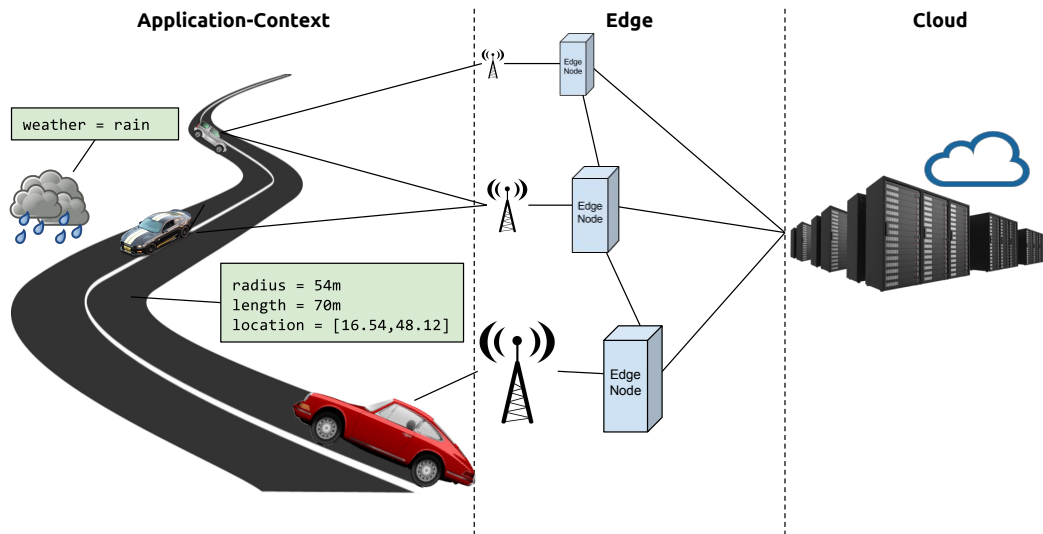 Application-Context
Edge
Cloud
Edge
Node
weather = rain
Edge
Node
radius = 54m
length = 70m
location = [16.54,48.12]
Edge
Node